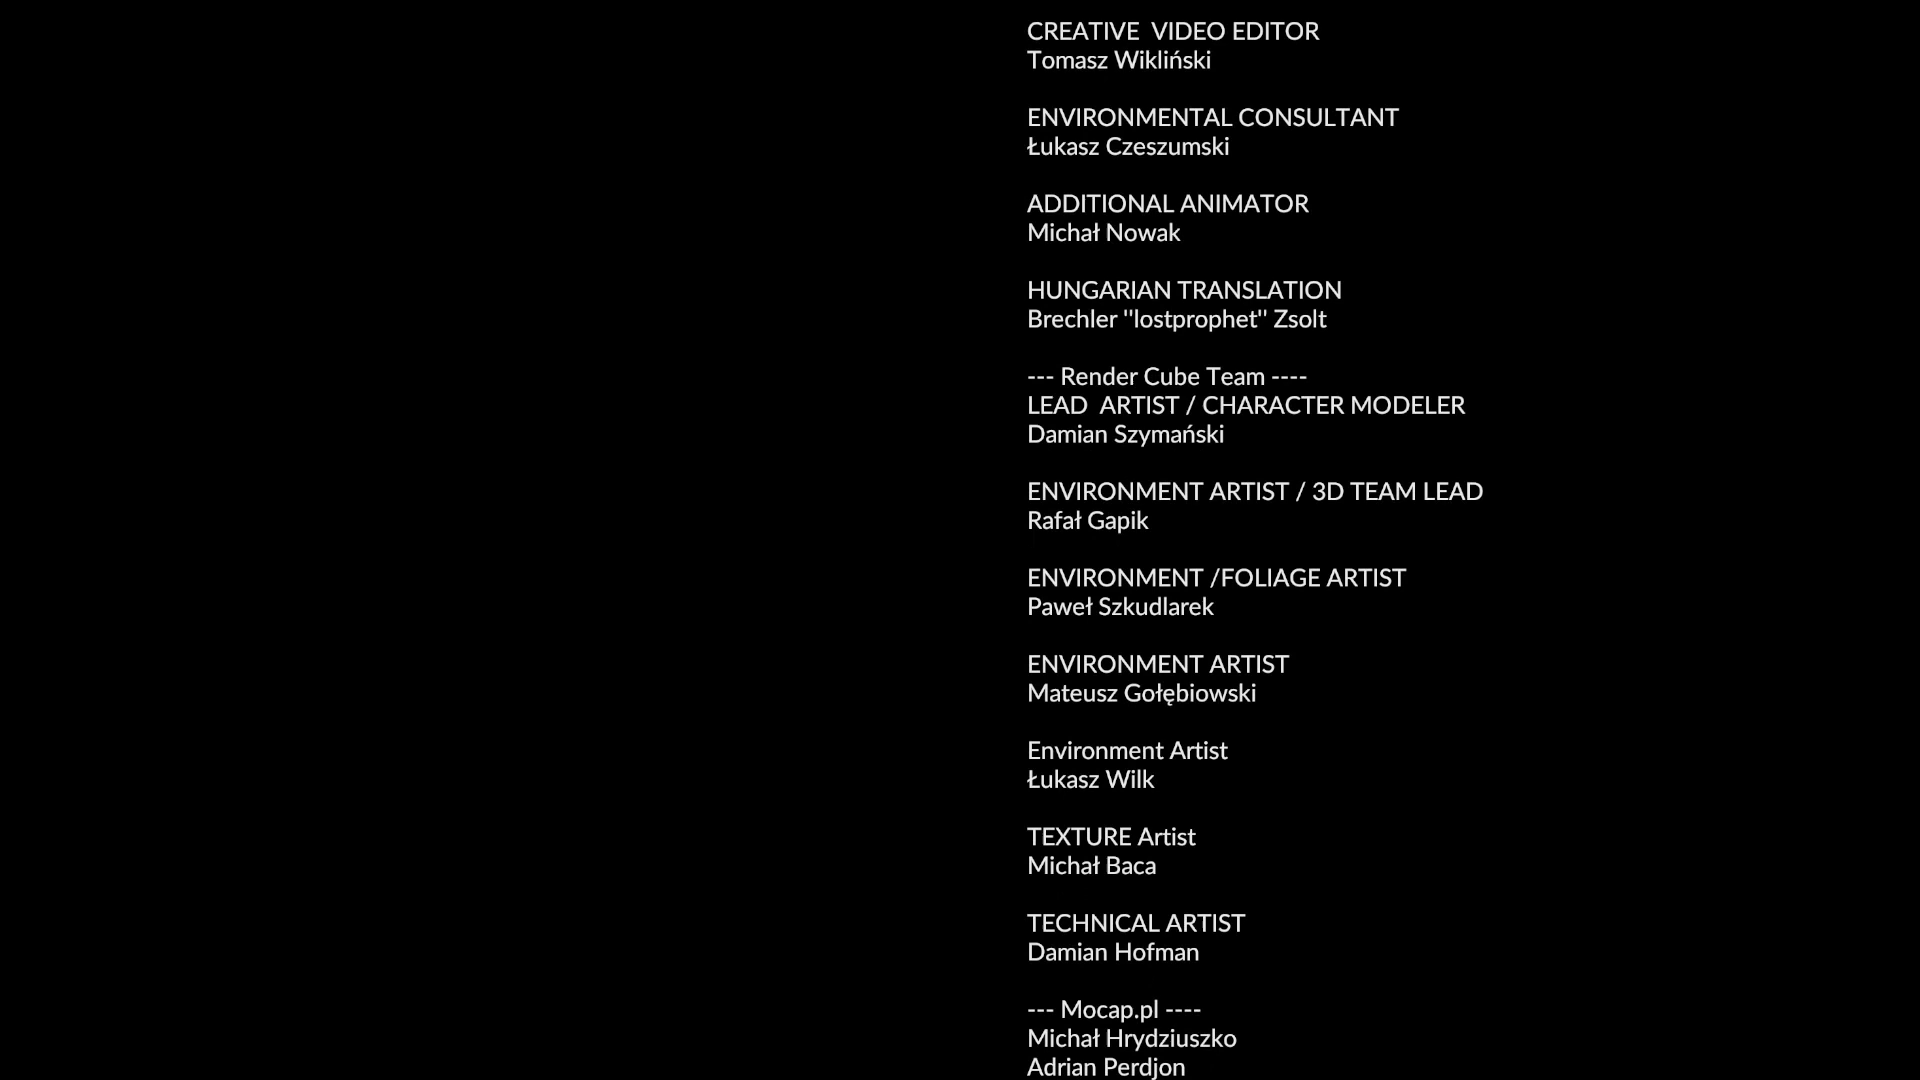 CREATIVE  VIDEO EDITOR
Tomasz Wikliński
ENVIRONMENTAL CONSULTANT
Łukasz Czeszumski
ADDITIONAL ANIMATOR
Michał Nowak
HUNGARIAN TRANSLATION
Brechler "lostprophet" Zsolt
--- Render Cube Team ----
LEAD  ARTIST / CHARACTER MODELER
Damian Szymański
ENVIRONMENT ARTIST / 3D TEAM LEAD
Rafał Gapik
ENVIRONMENT /FOLIAGE ARTIST
Paweł Szkudlarek
ENVIRONMENT ARTIST
Mateusz Gołębiowski
Environment Artist
Łukasz Wilk
TEXTURE Artist
Michał Baca
TECHNICAL ARTIST
Damian Hofman
--- Mocap.pl ----
Michał Hrydziuszko
Adrian Perdjon